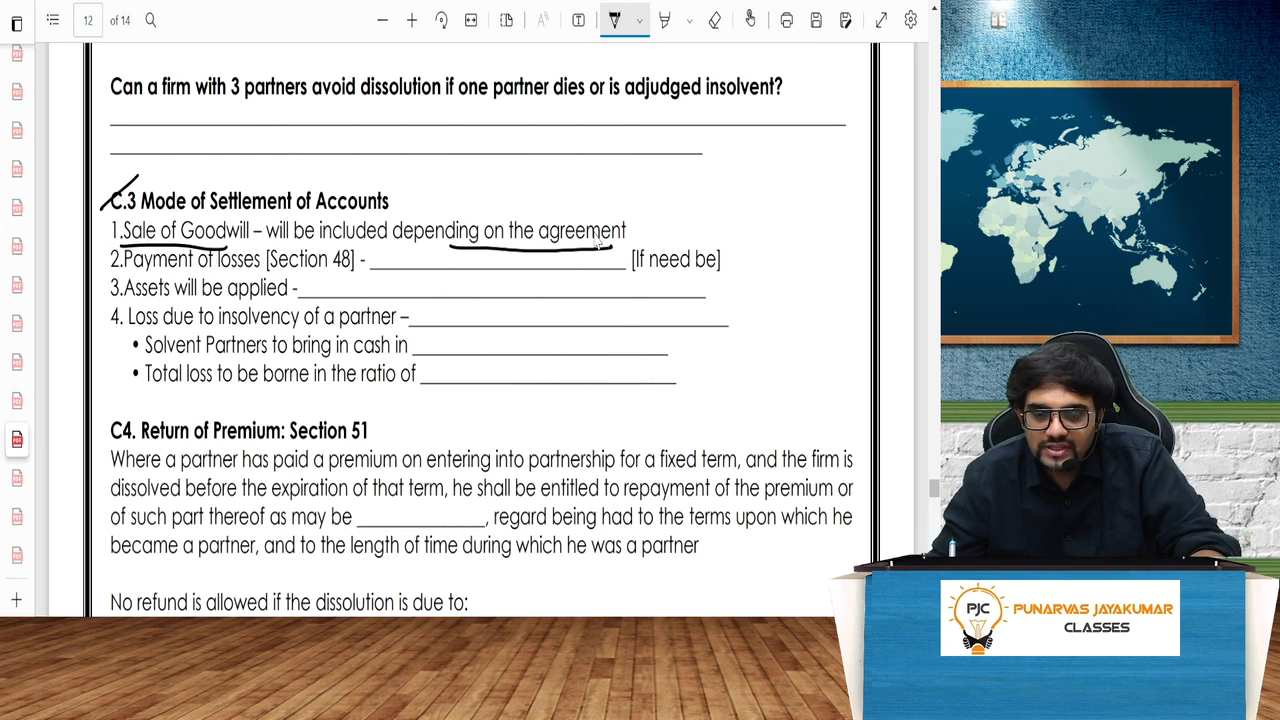 12 of 14
Can a firm with 3 partners avoid dissolution if one partner dies or is adjudged insolvent?
C.3 Mode of Settlement of Accounts
1.Sale of Goodwill – will be included depending on the agreement
2.Payment of losses [Section 48] - ____________________ [If need be]
3.Assets will be applied -____________________
4. Loss due to insolvency of a partner –____________________
• Solvent Partners to bring in cash in ____________________
• Total loss to be borne in the ratio of ____________________
C4. Return of Premium: Section 51
Where a partner has paid a premium on entering into partnership for a fixed term, and the firm is
dissolved before the expiration of that term, he shall be entitled to repayment of the premium or
of such part thereof as may be ______________, regard being had to the terms upon which he
became a partner, and to the length of time during which he was a partner
No refund is allowed if the dissolution is due to:
PJC
PUNARVAS JAYAKUMAR
CLASSES